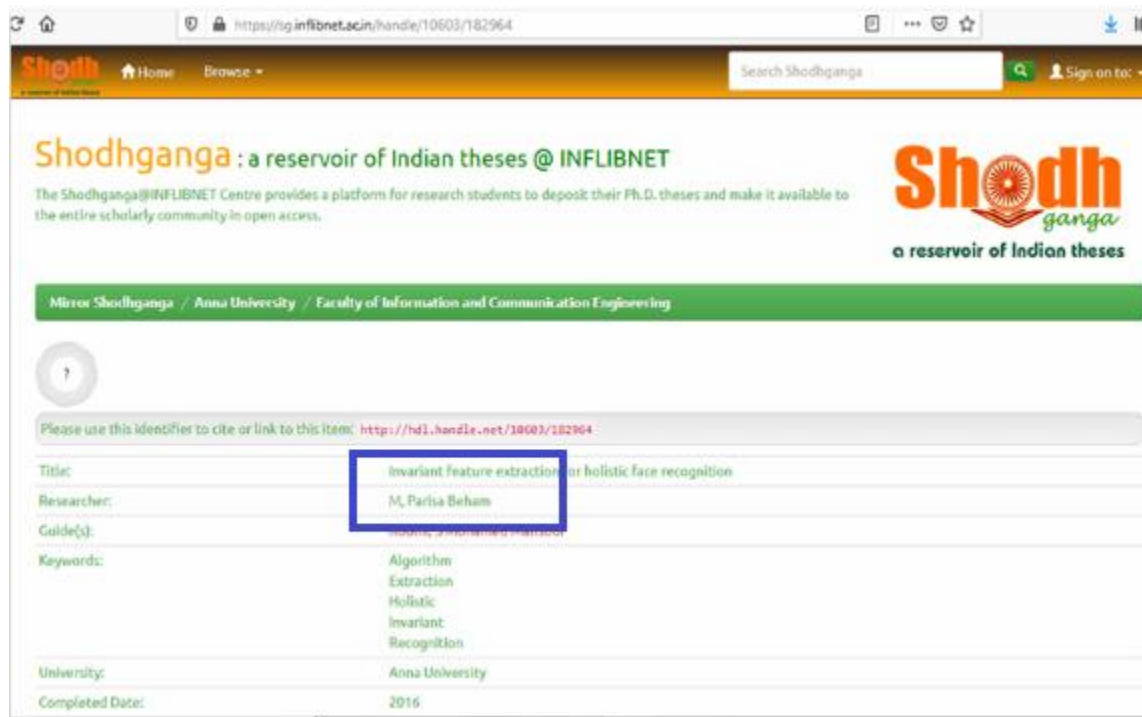 https://sg.inflibnet.ac.in/handle/10603/182964
Shodh Home Browse Search Shodhganga Sign on to:
a reservoir of Indian theses
Shodhganga : a reservoir of Indian theses @ INFLIBNET
The Shodhganga@INFLIBNET Centre provides a platform for research students to deposit their Ph.D. theses and make it available to
the entire scholarly community in open access.
Shodh
ganga
a reservoir of Indian theses
Mirror Shodhganga / Anna University / Faculty of Information and Communication Engineering
?
Please use this identifier to cite or link to this item: http://hdl.handle.net/10603/182964
Title: Invariant feature extraction for holistic face recognition
Researcher: M, Parisa Beham
Guide(s):
Keywords: Algorithm
Extraction
Holistic
Invariant
Recognition
University: Anna University
Completed Date: 2016